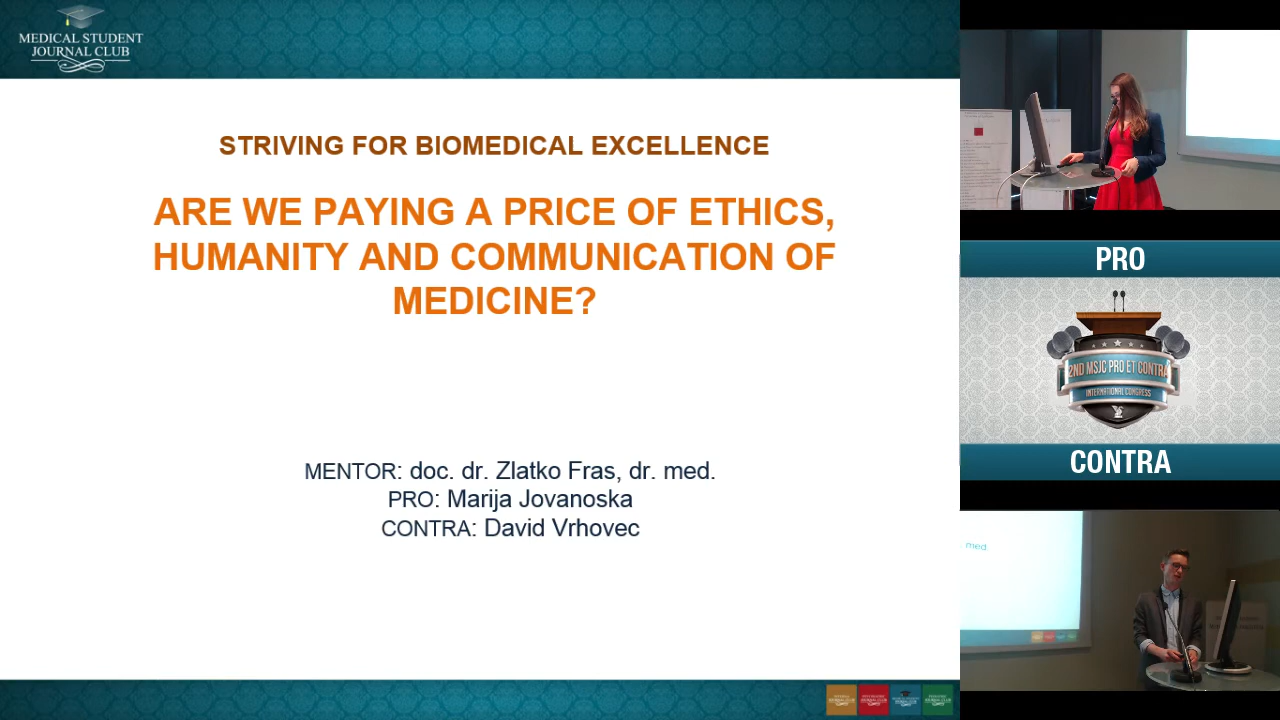 MEDICAL STUDENT
JOURNAL CLUB
STRIVING FOR BIOMEDICAL EXCELLENCE
ARE WE PAYING A PRICE OF ETHICS,
HUMANITY AND COMMUNICATION OF
MEDICINE?
MENTOR: doc. dr. Zlatko Fras, dr. med.
PRO: Marija Jovanoska
CONTRA: David Vrhovec
PRO
2ND MSJC PRO ET CONTRA
INTERNATIONAL CONGRESS
CONTRA
med